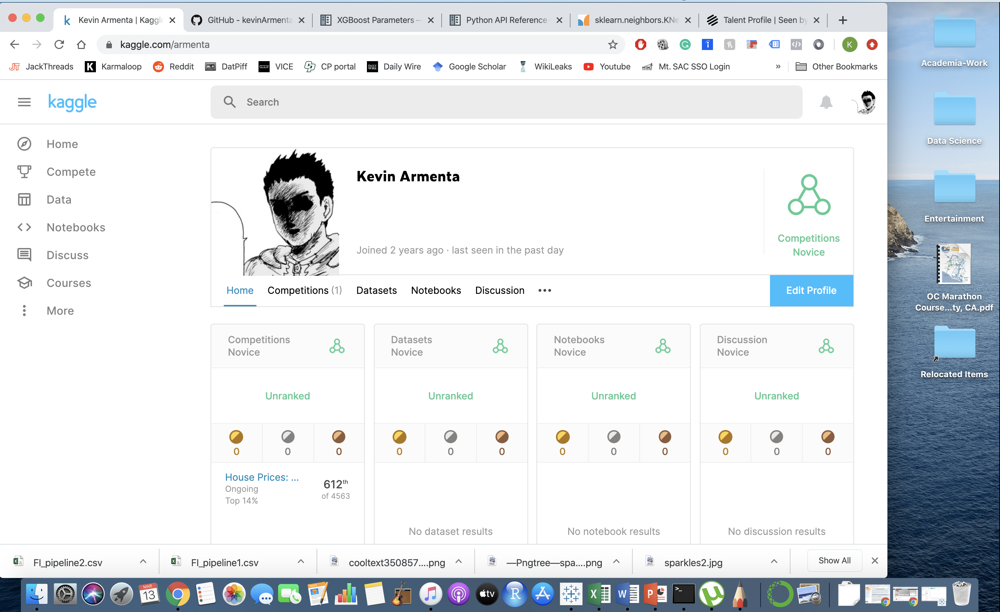 Kevin Armenta | Kaggle
GitHub - kevinArmenta
XGBoost Parameters —
Python API Reference
sklearn.neighbors.KNe
Talent Profile | Seen by
kaggle.com/armenta
K
JackThreads
Karmaloop
Reddit
DatPiff
VICE
CP portal
Daily Wire
Google Scholar
WikiLeaks
Youtube
Mt. SAC SSO Login
»
Other Bookmarks
kaggle
Search
Home
Compete
Data
Notebooks
Discuss
Courses
More
Kevin Armenta
Joined 2 years ago · last seen in the past day
Competitions
Novice
Home
Competitions (1)
Datasets
Notebooks
Discussion
Edit Profile
Competitions
Novice
Unranked
0 0 0
House Prices: ...
Ongoing
Top 14%
612th
of 4563
Datasets
Novice
Unranked
0 0 0
No dataset results
Notebooks
Novice
Unranked
0 0 0
No notebook results
Discussion
Novice
Unranked
0 0 0
No discussion results
FI_pipeline2.csv
FI_pipeline1.csv
cooltext350857....png
—Pngtree—spa....png
sparkles2.jpg
Show All
Academia-Work
Data Science
Entertainment
OC Marathon
Course...ty, CA.pdf
Relocated Items
MAR
13
PAGES
tv
R
X
W
P
>_